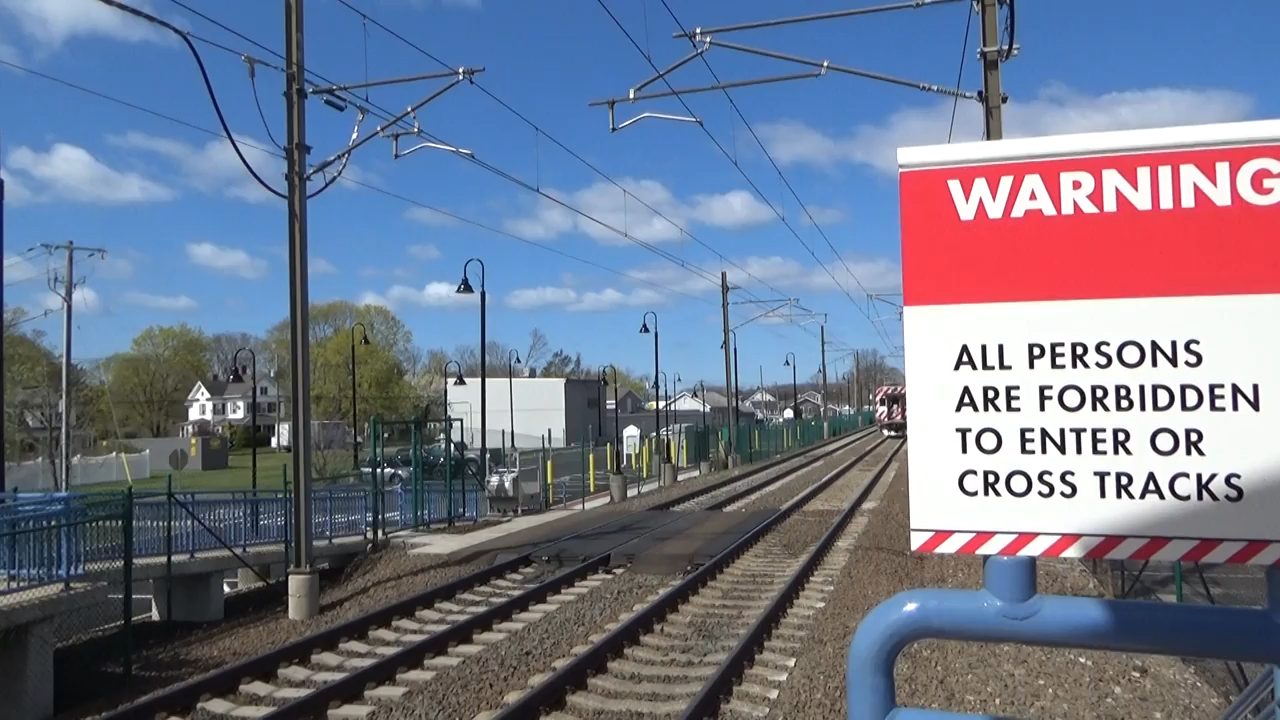 WARNING
ALL PERSONS
ARE FORBIDDEN
TO ENTER OR
CROSS TRACKS